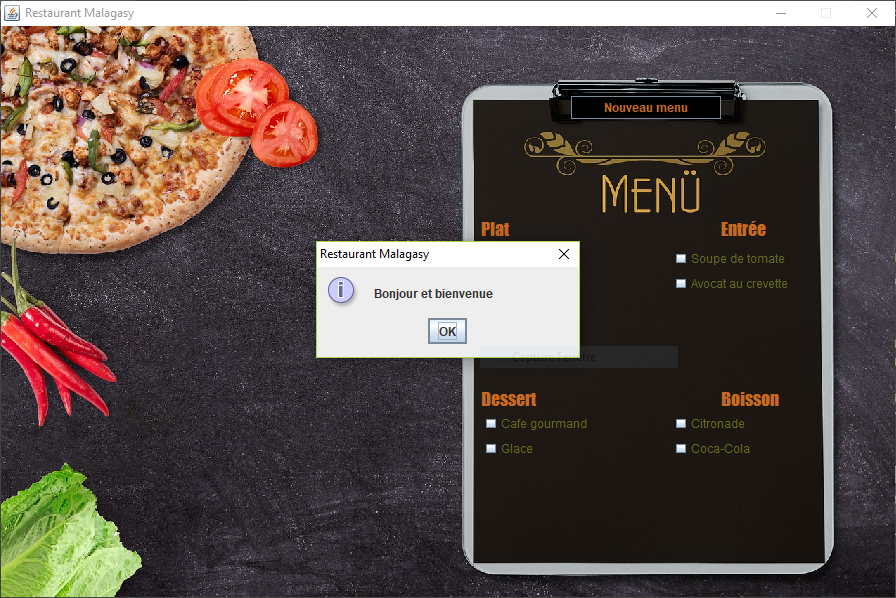 Restaurant Malagasy
Nouveau menu
MENÜ
Plat
Entrée
Soupe de tomate
Avocat au crevette
Restaurant Malagasy
Bonjour et bienvenue
OK
Capture Fenêtre
Dessert
Boisson
Cafe gourmand
Citronade
Glace
Coca-Cola